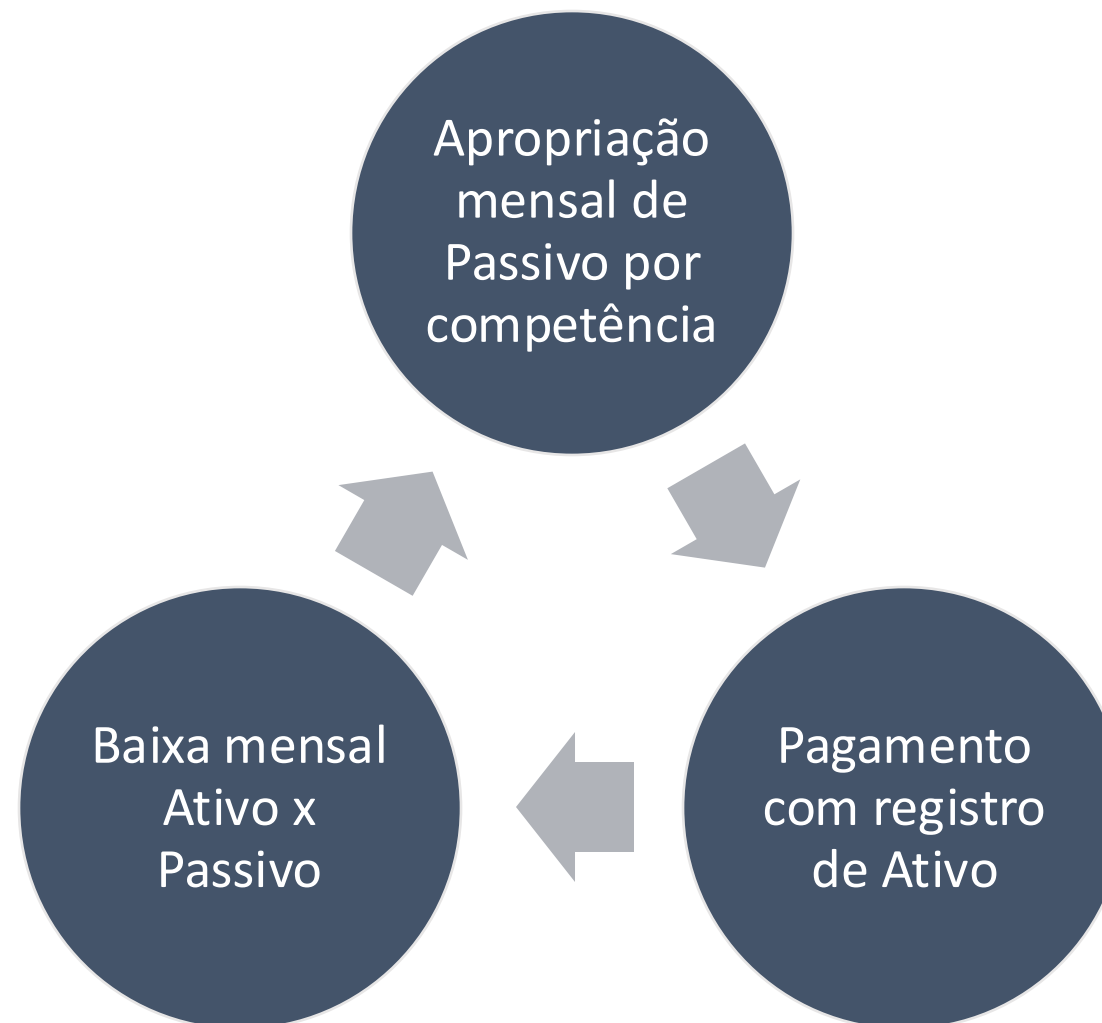 Apropriação
mensal de
Passivo por
competência
Baixa mensal
Ativo x
Passivo
Pagamento
com registro
de Ativo